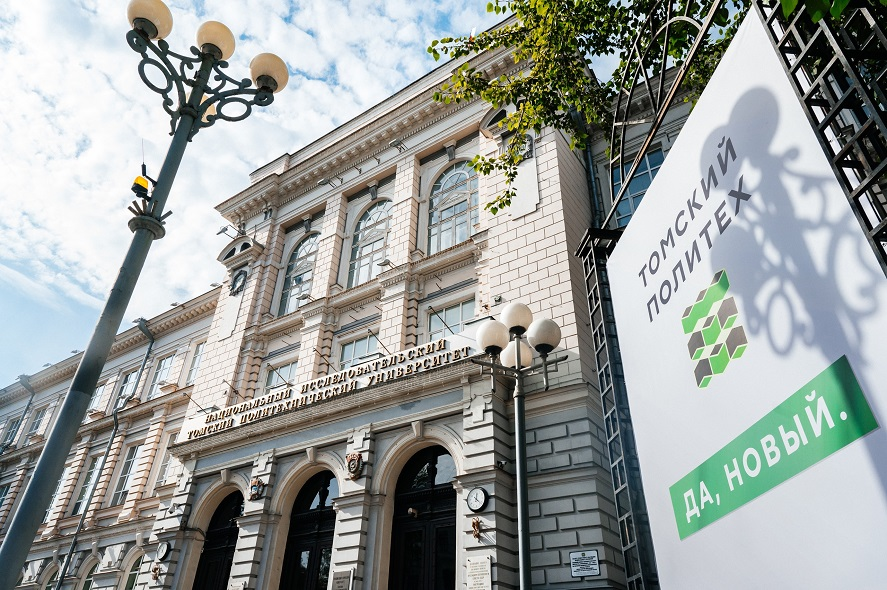 НАЦИОНАЛЬНЫЙ ИССЛЕДОВАТЕЛЬСКИЙ
ТОМСКИЙ ПОЛИТЕХНИЧЕСКИЙ УНИВЕРСИТЕТ
ТОМСКИЙ
ПОЛИТЕХ
ДА, НОВЫЙ.